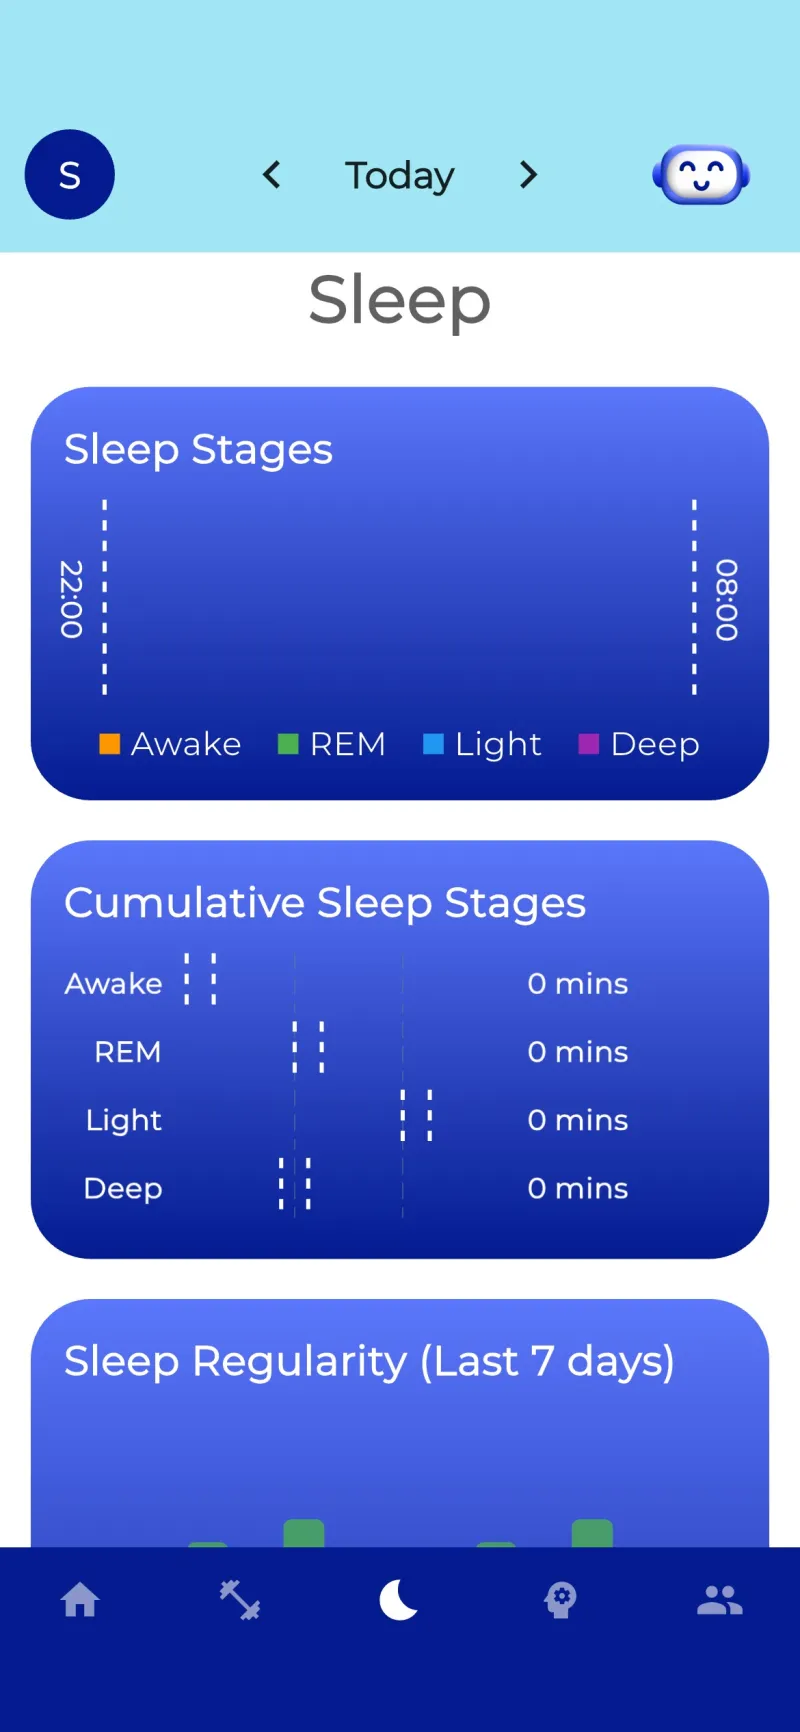 S
Today
Sleep
Sleep Stages
22:00
08:00
Awake REM Light Deep
Cumulative Sleep Stages
Awake 0 mins
REM 0 mins
Light 0 mins
Deep 0 mins
Sleep Regularity (Last 7 days)